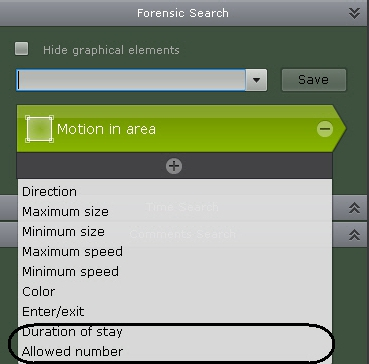 Forensic Search
Hide graphical elements
Save
Motion in area
Direction
Maximum size
Time Search
Minimum size
Comments Search
Maximum speed
Minimum speed
Color
Enter/exit
Duration of stay
Allowed number